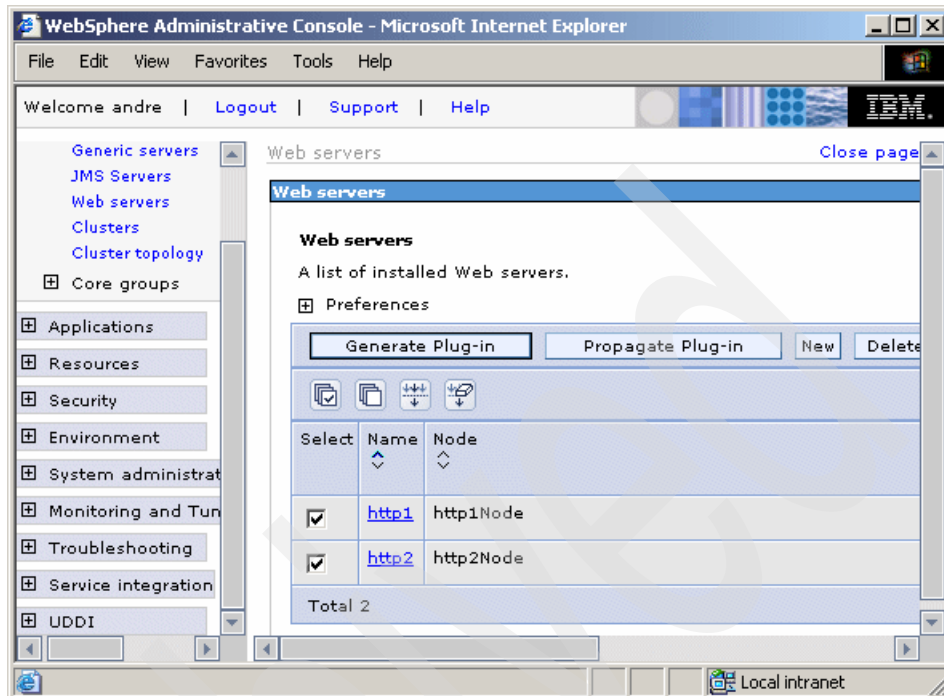 WebSphere Administrative Console - Microsoft Internet Explorer
File Edit View Favorites Tools Help
Welcome andre | Logout | Support | Help
IBM.
Generic servers
JMS Servers
Web servers
Clusters
Cluster topology
Core groups
Applications
Resources
Security
Environment
System administrat
Monitoring and Tun
Troubleshooting
Service integration
UDDI
Web servers Close page
Web servers
Web servers
A list of installed Web servers.
Preferences
Generate Plug-in Propagate Plug-in New Delete
Select Name Node
http1 http1Node
http2 http2Node
Total 2
Local intranet